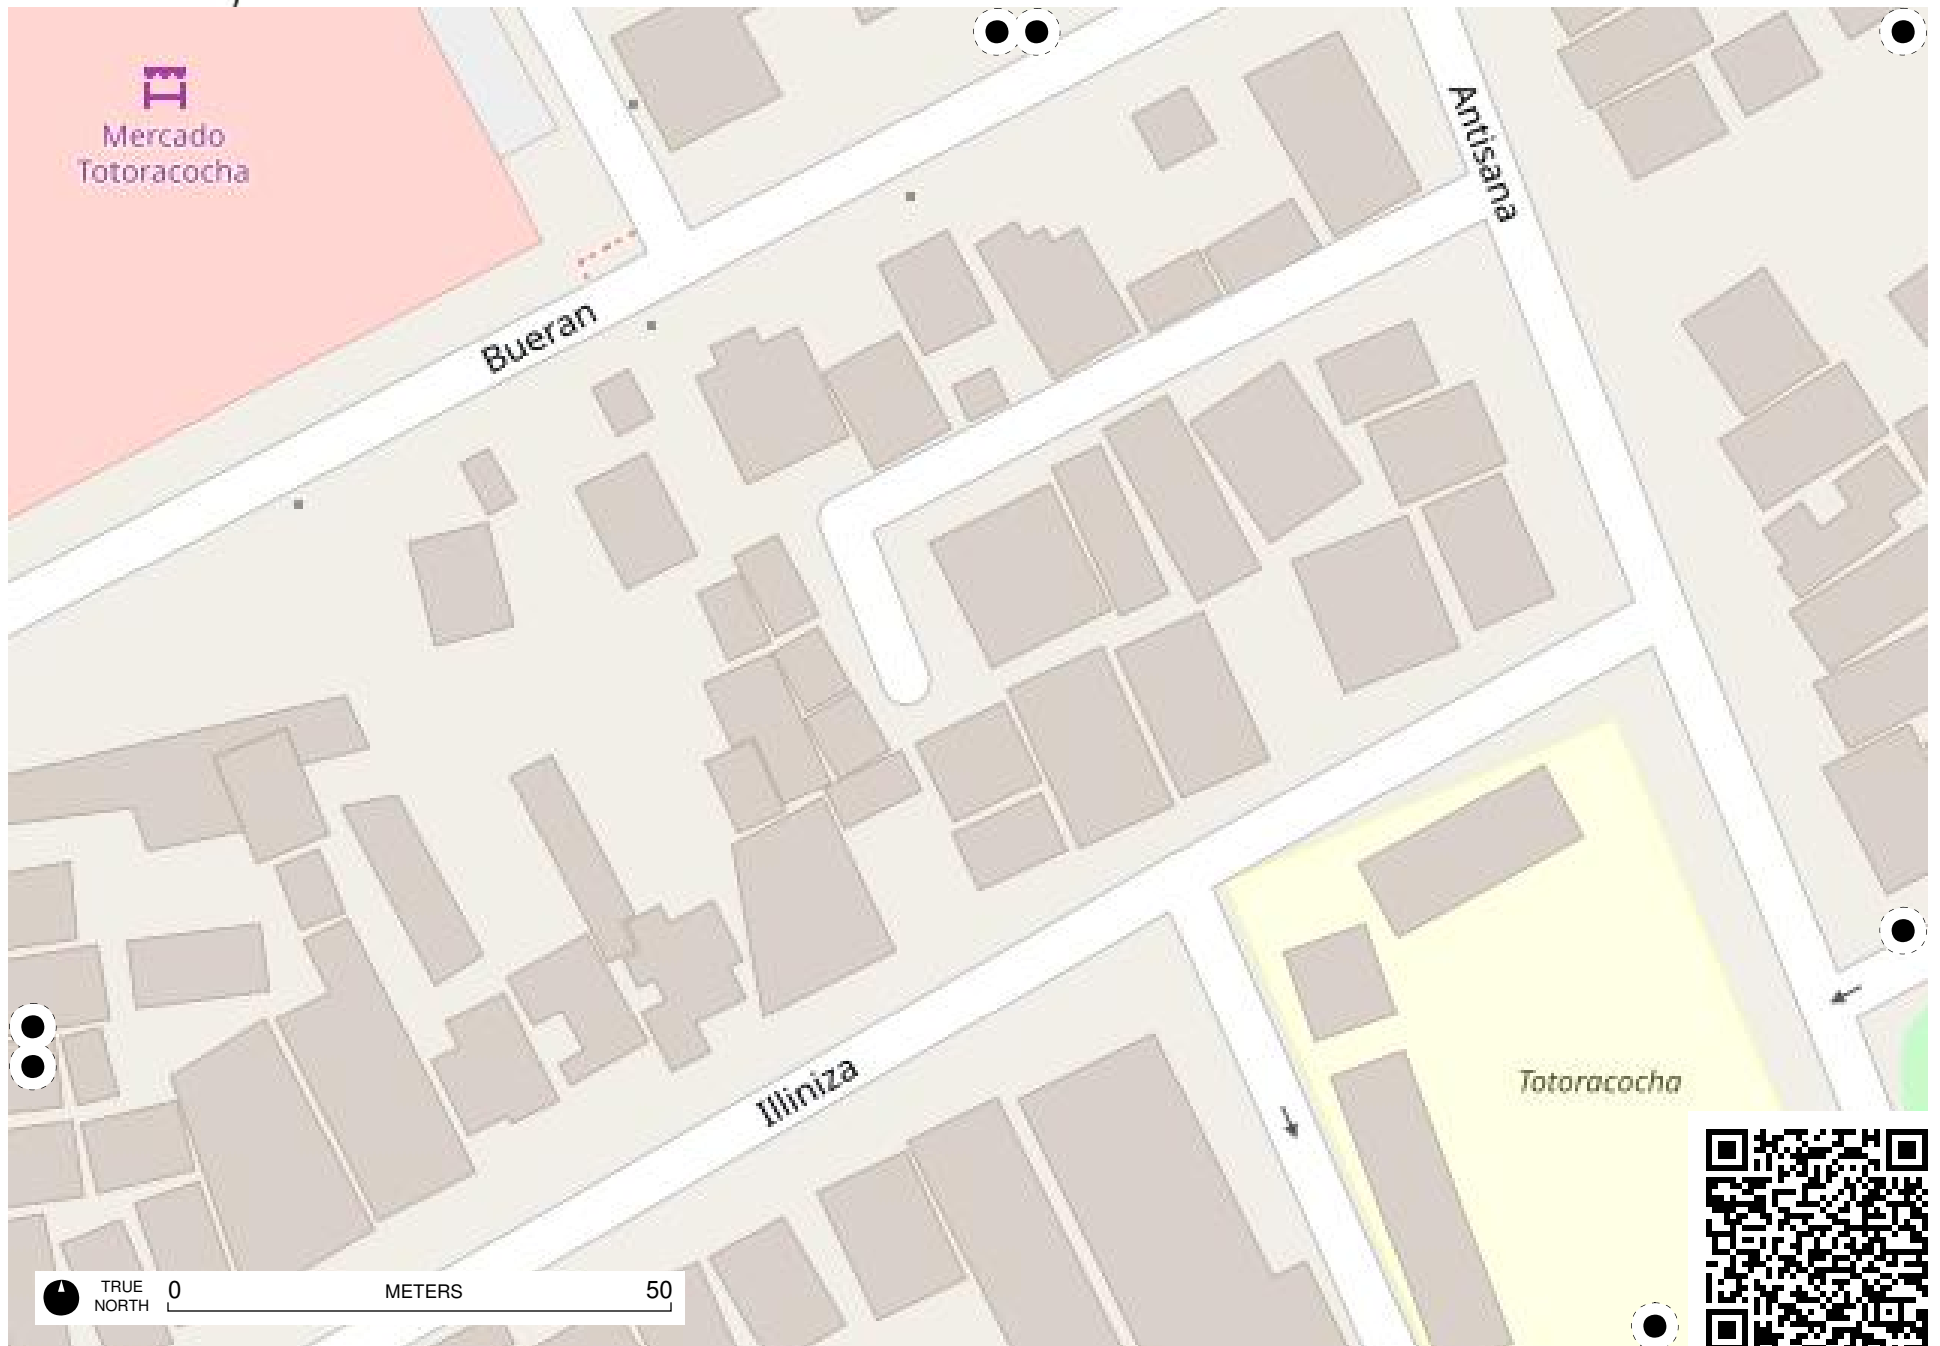 Mercado
Totoracocha
Antisana
Bueran
Illiniza
Totoracocha
TRUE
NORTH
0 METERS 50